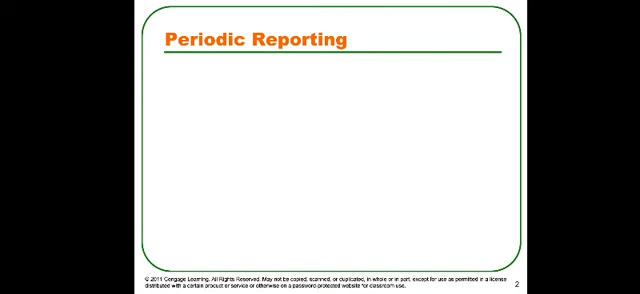 Periodic Reporting
© 2011 Cengage Learning. All Rights Reserved. May not be copied, scanned, or duplicated, in whole or in part, except for use as permitted in a license
distributed with a certain product or service or otherwise on a password-protected website for classroom use.
2